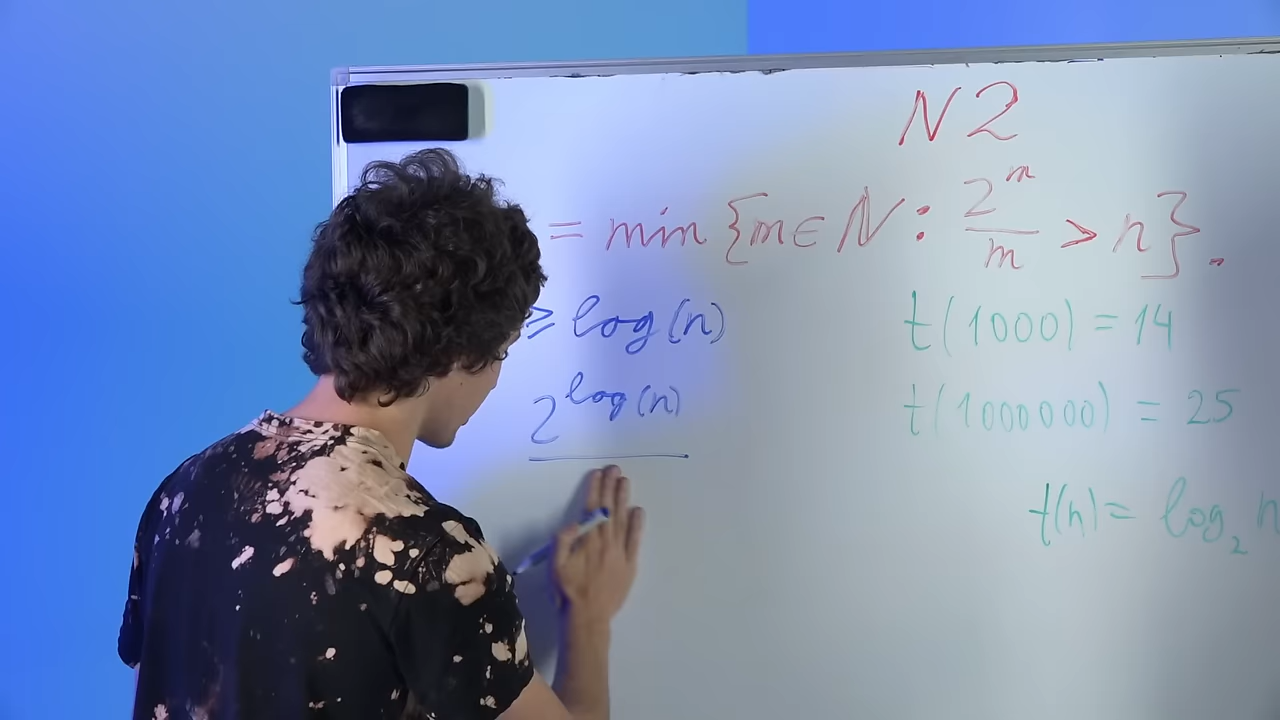 N2
= min {m ∈ N : 2^m / m > n}.
≥ log(n)
2^log(n)
t(1000) = 14
t(1000000) = 25
t(n) = log₂ n